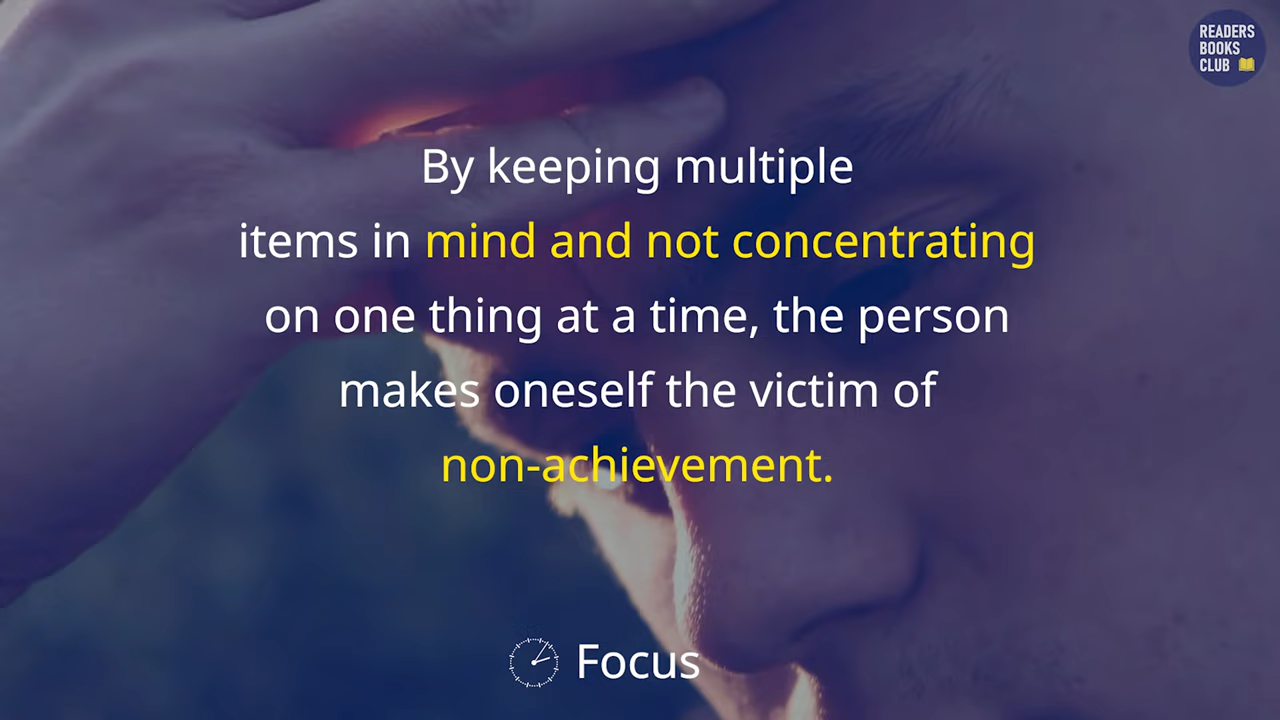 READERS
BOOKS
CLUB
By keeping multiple
items in mind and not concentrating
on one thing at a time, the person
makes oneself the victim of
non-achievement.
Focus